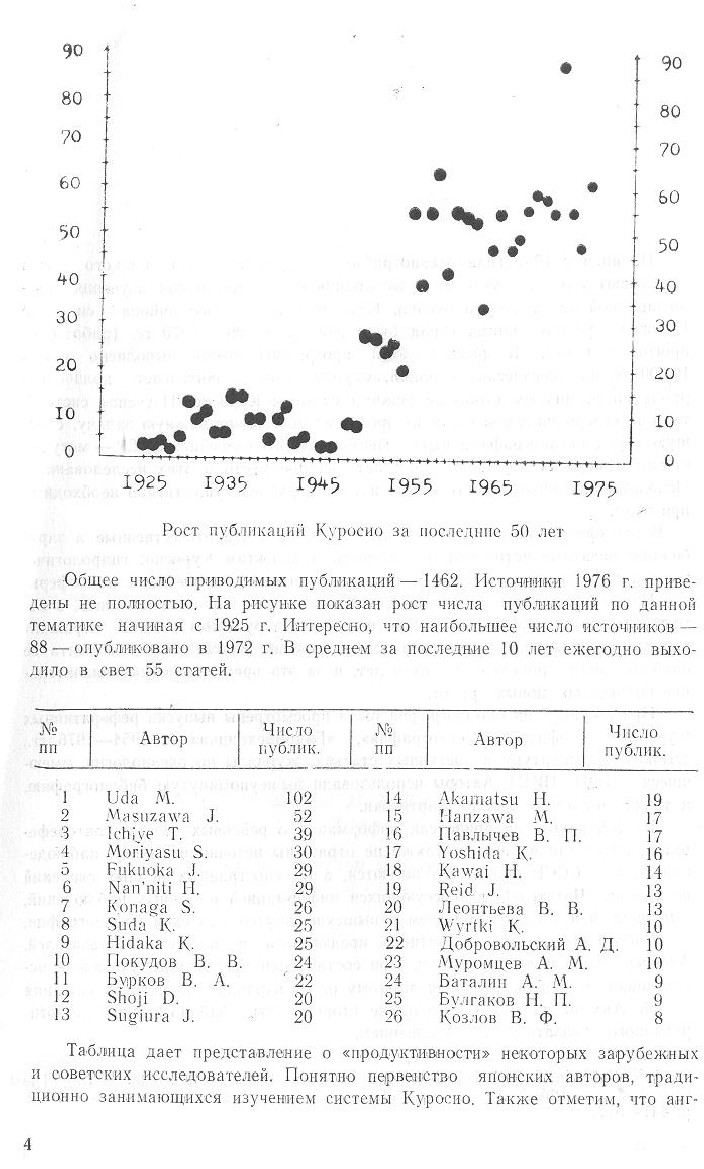 90 90
80 80
70 70
60 60
50 50
40 40
30 30
20 20
10 10
0 0
1925 1935 1945 1955 1965 1975
Рост публикаций Куросио за последние 50 лет
Общее число приводимых публикаций — 1462. Источники 1976 г. приве-
дены не полностью. На рисунке показан рост числа публикаций по данной
тематике начиная с 1925 г. Интересно, что наибольшее число источников —
88 — опубликовано в 1972 г. В среднем за последние 10 лет ежегодно выхо-
дило в свет 55 статей.
№ Автор Число № Автор Число
пп публик. пп публик.
1 Uda M. 102 14 Akamatsu H. 19
2 Masuzawa J. 52 15 Hanzawa M. 17
3 Ichiye T. 39 16 Павлычев В. П. 17
4 Moriyasu S. 30 17 Yoshida K. 16
5 Fukuoka J. 29 18 Kawai H. 14
6 Nan'niti H. 29 19 Reid J. 13
7 Konaga S. 26 20 Леонтьева В. В. 13
8 Suda K. 25 21 Wyrtki K. 10
9 Hidaka K. 25 22 Добровольский А. Д. 10
10 Покудов В. В. 24 23 Муромцев А. М. 10
11 Бурков В. А. 22 24 Баталин А. М. 9
12 Shoji D. 20 25 Булгаков Н. П. 9
13 Sugiura J. 20 26 Козлов В. Ф. 8
Таблица дает представление о «продуктивности» некоторых зарубежных
и советских исследователей. Понятно первенство японских авторов, тради-
ционно занимающихся изучением системы Куросио. Также отметим, что анг-
4